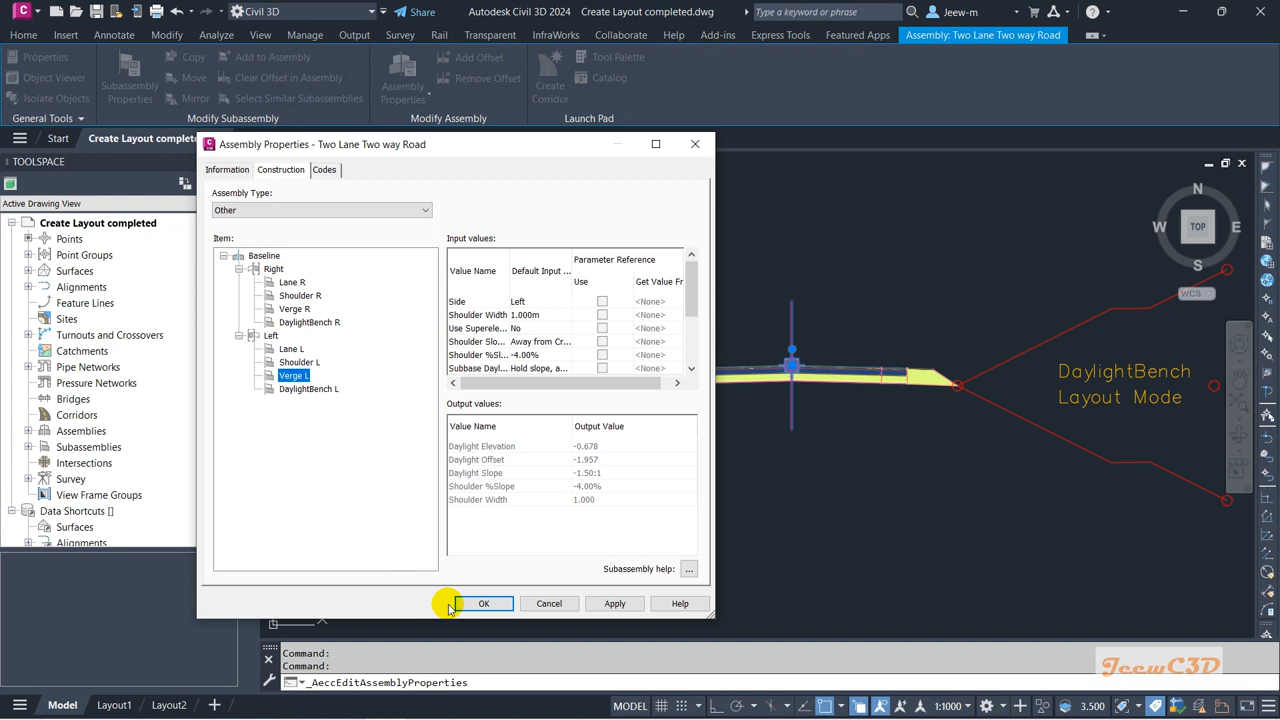 Civil 3D
Share
Autodesk Civil 3D 2024 Create Layout completed.dwg
Type a keyword or phrase
Jeew-m
Home Insert Annotate Modify Analyze View Manage Output Survey Rail Transparent InfraWorks Collaborate Help Add-ins Express Tools Featured Apps Assembly: Two Lane Two way Road
Properties
Object Viewer
Isolate Objects
General Tools
Subassembly Properties
Copy
Move
Mirror
Add to Assembly
Clear Offset in Assembly
Select Similar Subassemblies
Modify Subassembly
Assembly Properties
Add Offset
Remove Offset
Modify Assembly
Create Corridor
Tool Palette
Catalog
Launch Pad
Start
Create Layout complete
TOOLSPACE
Active Drawing View
Create Layout completed
Points
Point Groups
Surfaces
Alignments
Feature Lines
Sites
Turnouts and Crossovers
Catchments
Pipe Networks
Pressure Networks
Bridges
Corridors
Assemblies
Subassemblies
Intersections
Survey
View Frame Groups
Data Shortcuts []
Surfaces
Alignments
Assembly Properties - Two Lane Two way Road
Information Construction Codes
Assembly Type:
Other
Item:
Baseline
Right
Lane R
Shoulder R
Verge R
DaylightBench R
Left
Lane L
Shoulder L
Verge L
DaylightBench L
Input values:
Value Name Default Input ... Parameter Reference
Use Get Value Fr
Side Left <None>
Shoulder Width 1.000m <None>
Use Superele... No <None>
Shoulder Slo... Away from Cr... <None>
Shoulder %Sl... -4.00% <None>
Subbase Dayl... Hold slope, a... <None>
Output values:
Value Name Output Value
Daylight Elevation -0.678
Daylight Offset -1.957
Daylight Slope -1.50:1
Shoulder %Slope -4.00%
Shoulder Width 1.000
Subassembly help: ...
OK Cancel Apply Help
N
W TOP E
S
WCS
DaylightBench
Layout Mode
Command:
Command:
_AeccEditAssemblyProperties
JeewC3D
Model Layout1 Layout2 +
MODEL 1:1000 3.500